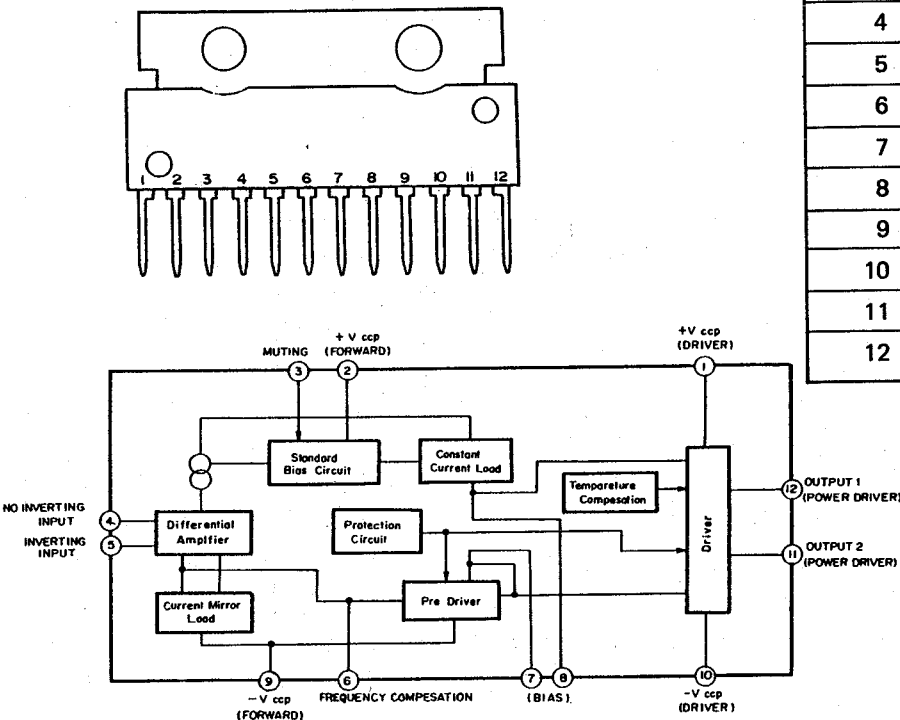 4
5
6
7
8
9
10
11
12
1 2 3 4 5 6 7 8 9 10 11 12
MUTING
3
+ V ccp
(FORWARD)
2
+V ccp
(DRIVER)
1
Standard
Bias Circuit
Constant
Current Load
Tempareture
Compesation
Driver
12
OUTPUT 1
(POWER DRIVER)
11
OUTPUT 2
(POWER DRIVER)
NO INVERTING
INPUT
4
INVERTING
INPUT
5
Differential
Amplfier
Protection
Circuit
Current Mirror
Load
Pre Driver
9
−V ccp
(FORWARD)
6
FREQUENCY COMPESATION
7
8
(BIAS)
10
−V ccp
(DRIVER)